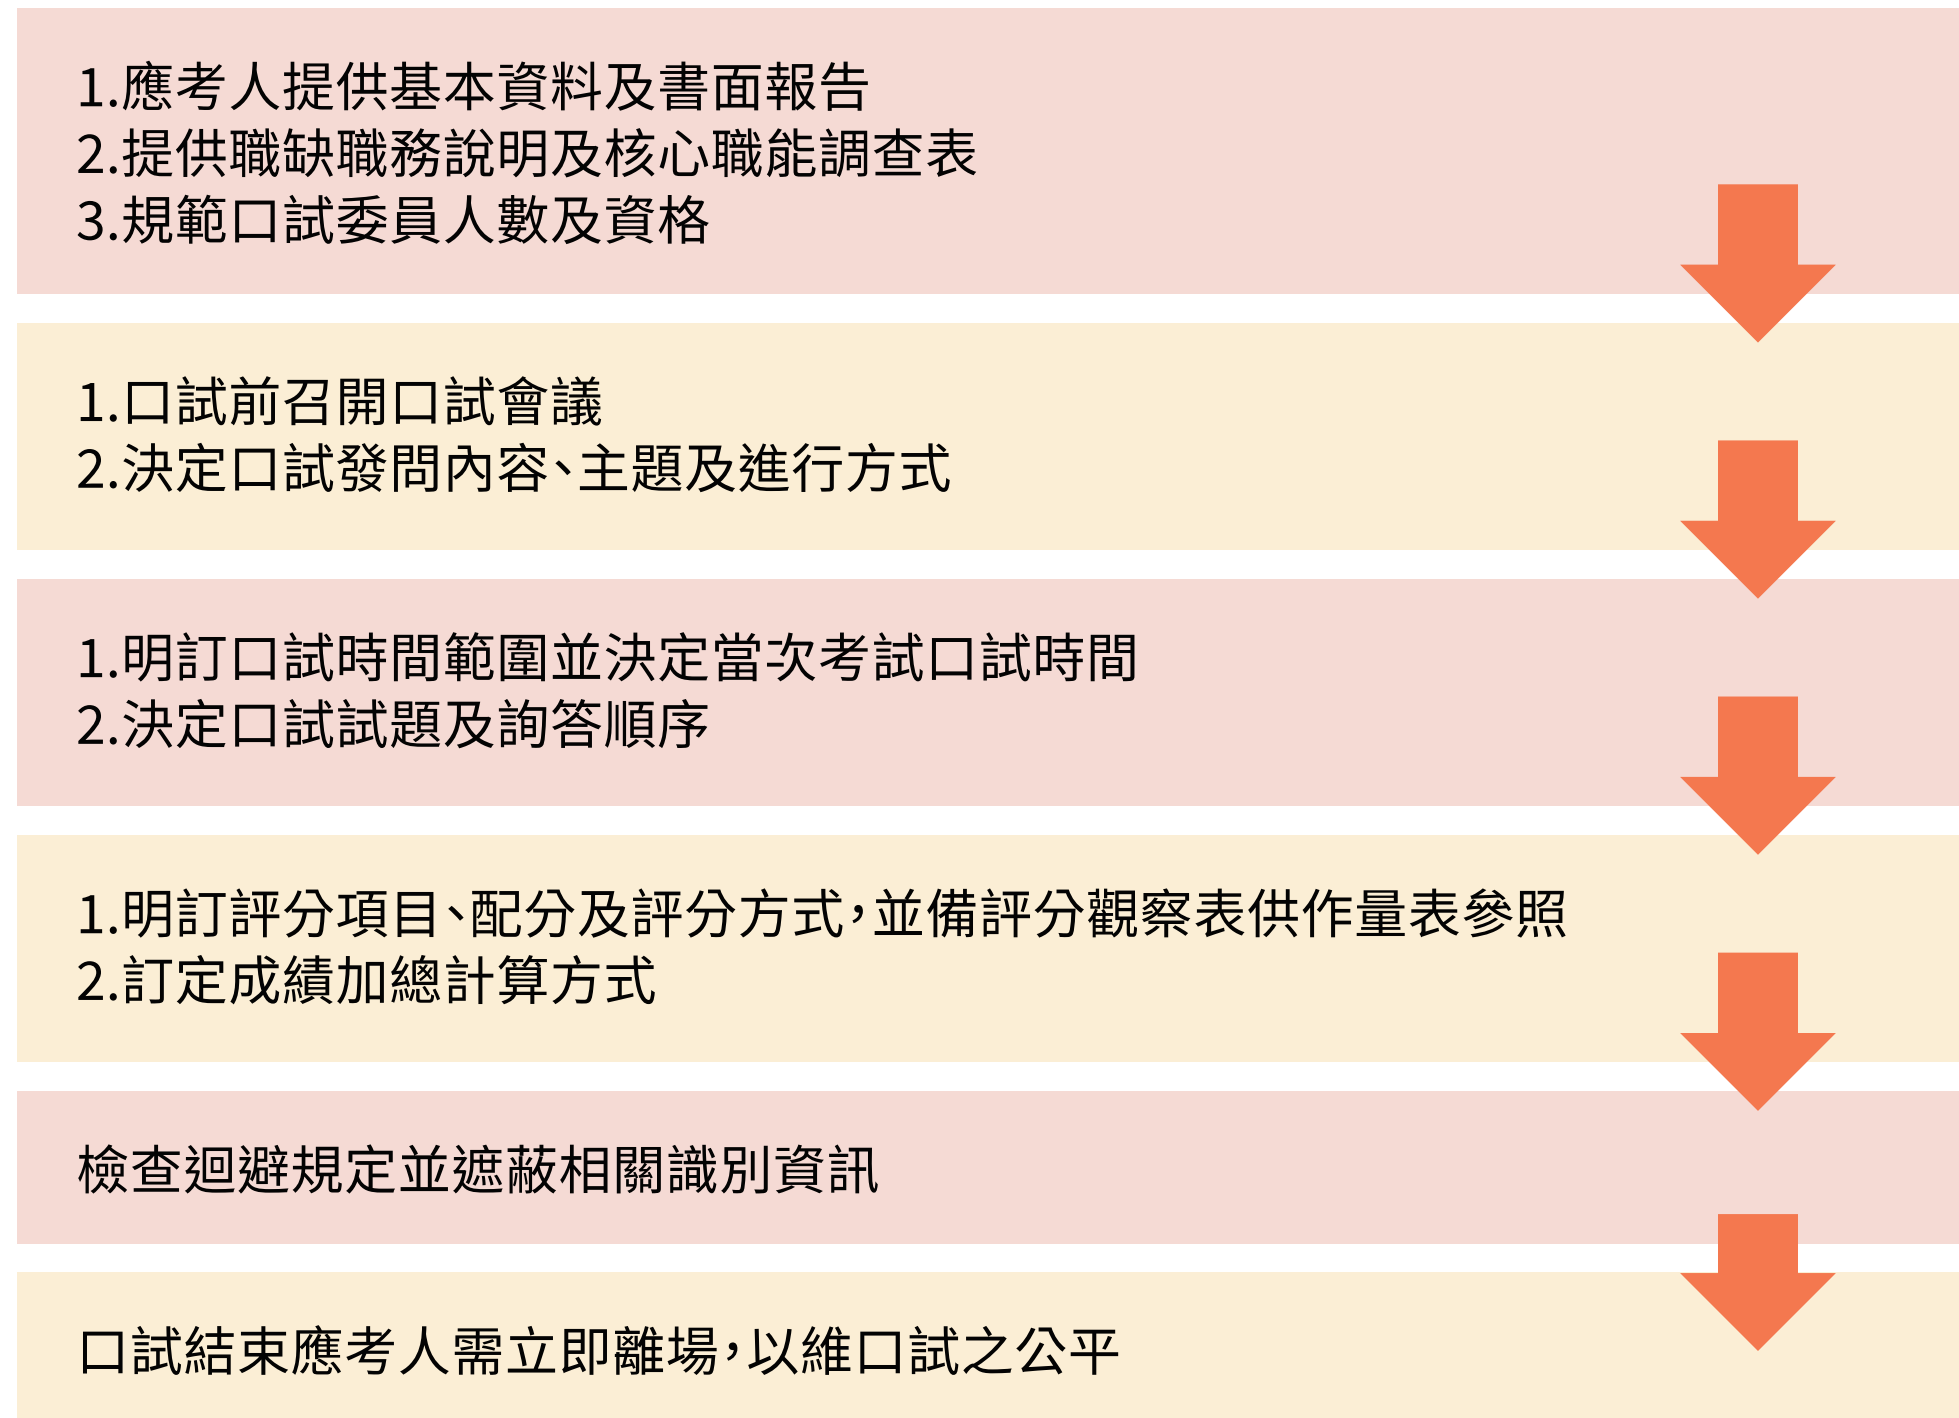 1.應考人提供基本資料及書面報告
2.提供職缺職務說明及核心職能調查表
3.規範口試委員人數及資格
1.口試前召開口試會議
2.決定口試發問內容、主題及進行方式
1.明訂口試時間範圍並決定當次考試口試時間
2.決定口試試題及詢答順序
1.明訂評分項目、配分及評分方式，並備評分觀察表供作量表參照
2.訂定成績加總計算方式
檢查迴避規定並遮蔽相關識別資訊
口試結束應考人需立即離場，以維口試之公平